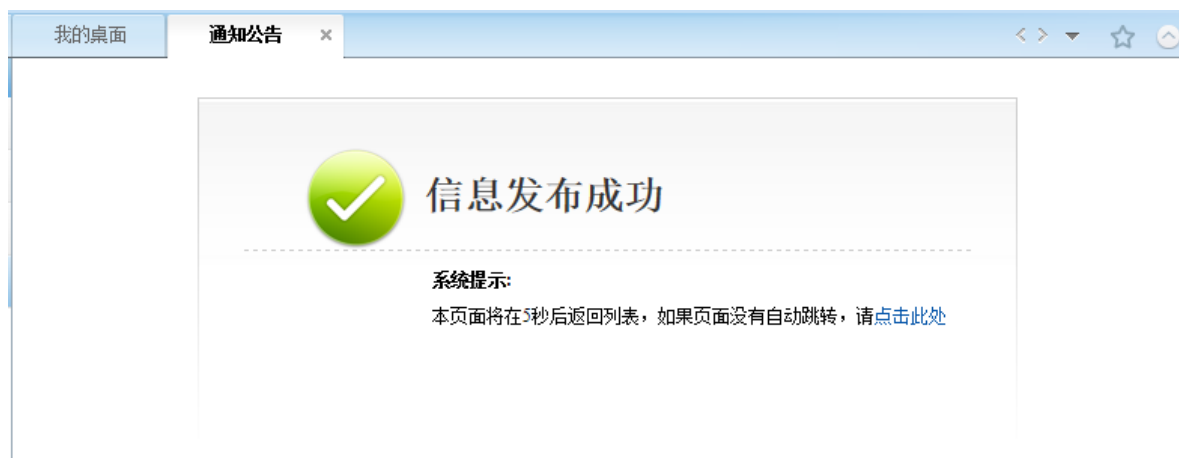 我的桌面 通知公告 ×
信息发布成功
系统提示:
本页面将在5秒后返回列表，如果页面没有自动跳转，请点击此处